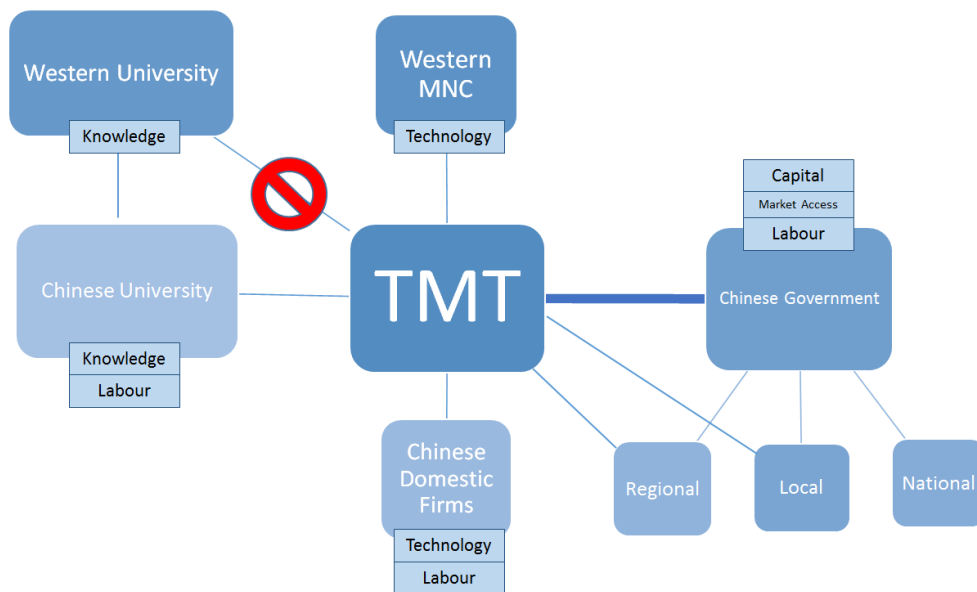 Western University
Knowledge
Western
MNC
Technology
Capital
Market Access
Labour
Chinese Government
Chinese University
Knowledge
Labour
TMT
Chinese
Domestic
Firms
Technology
Labour
Regional
Local
National